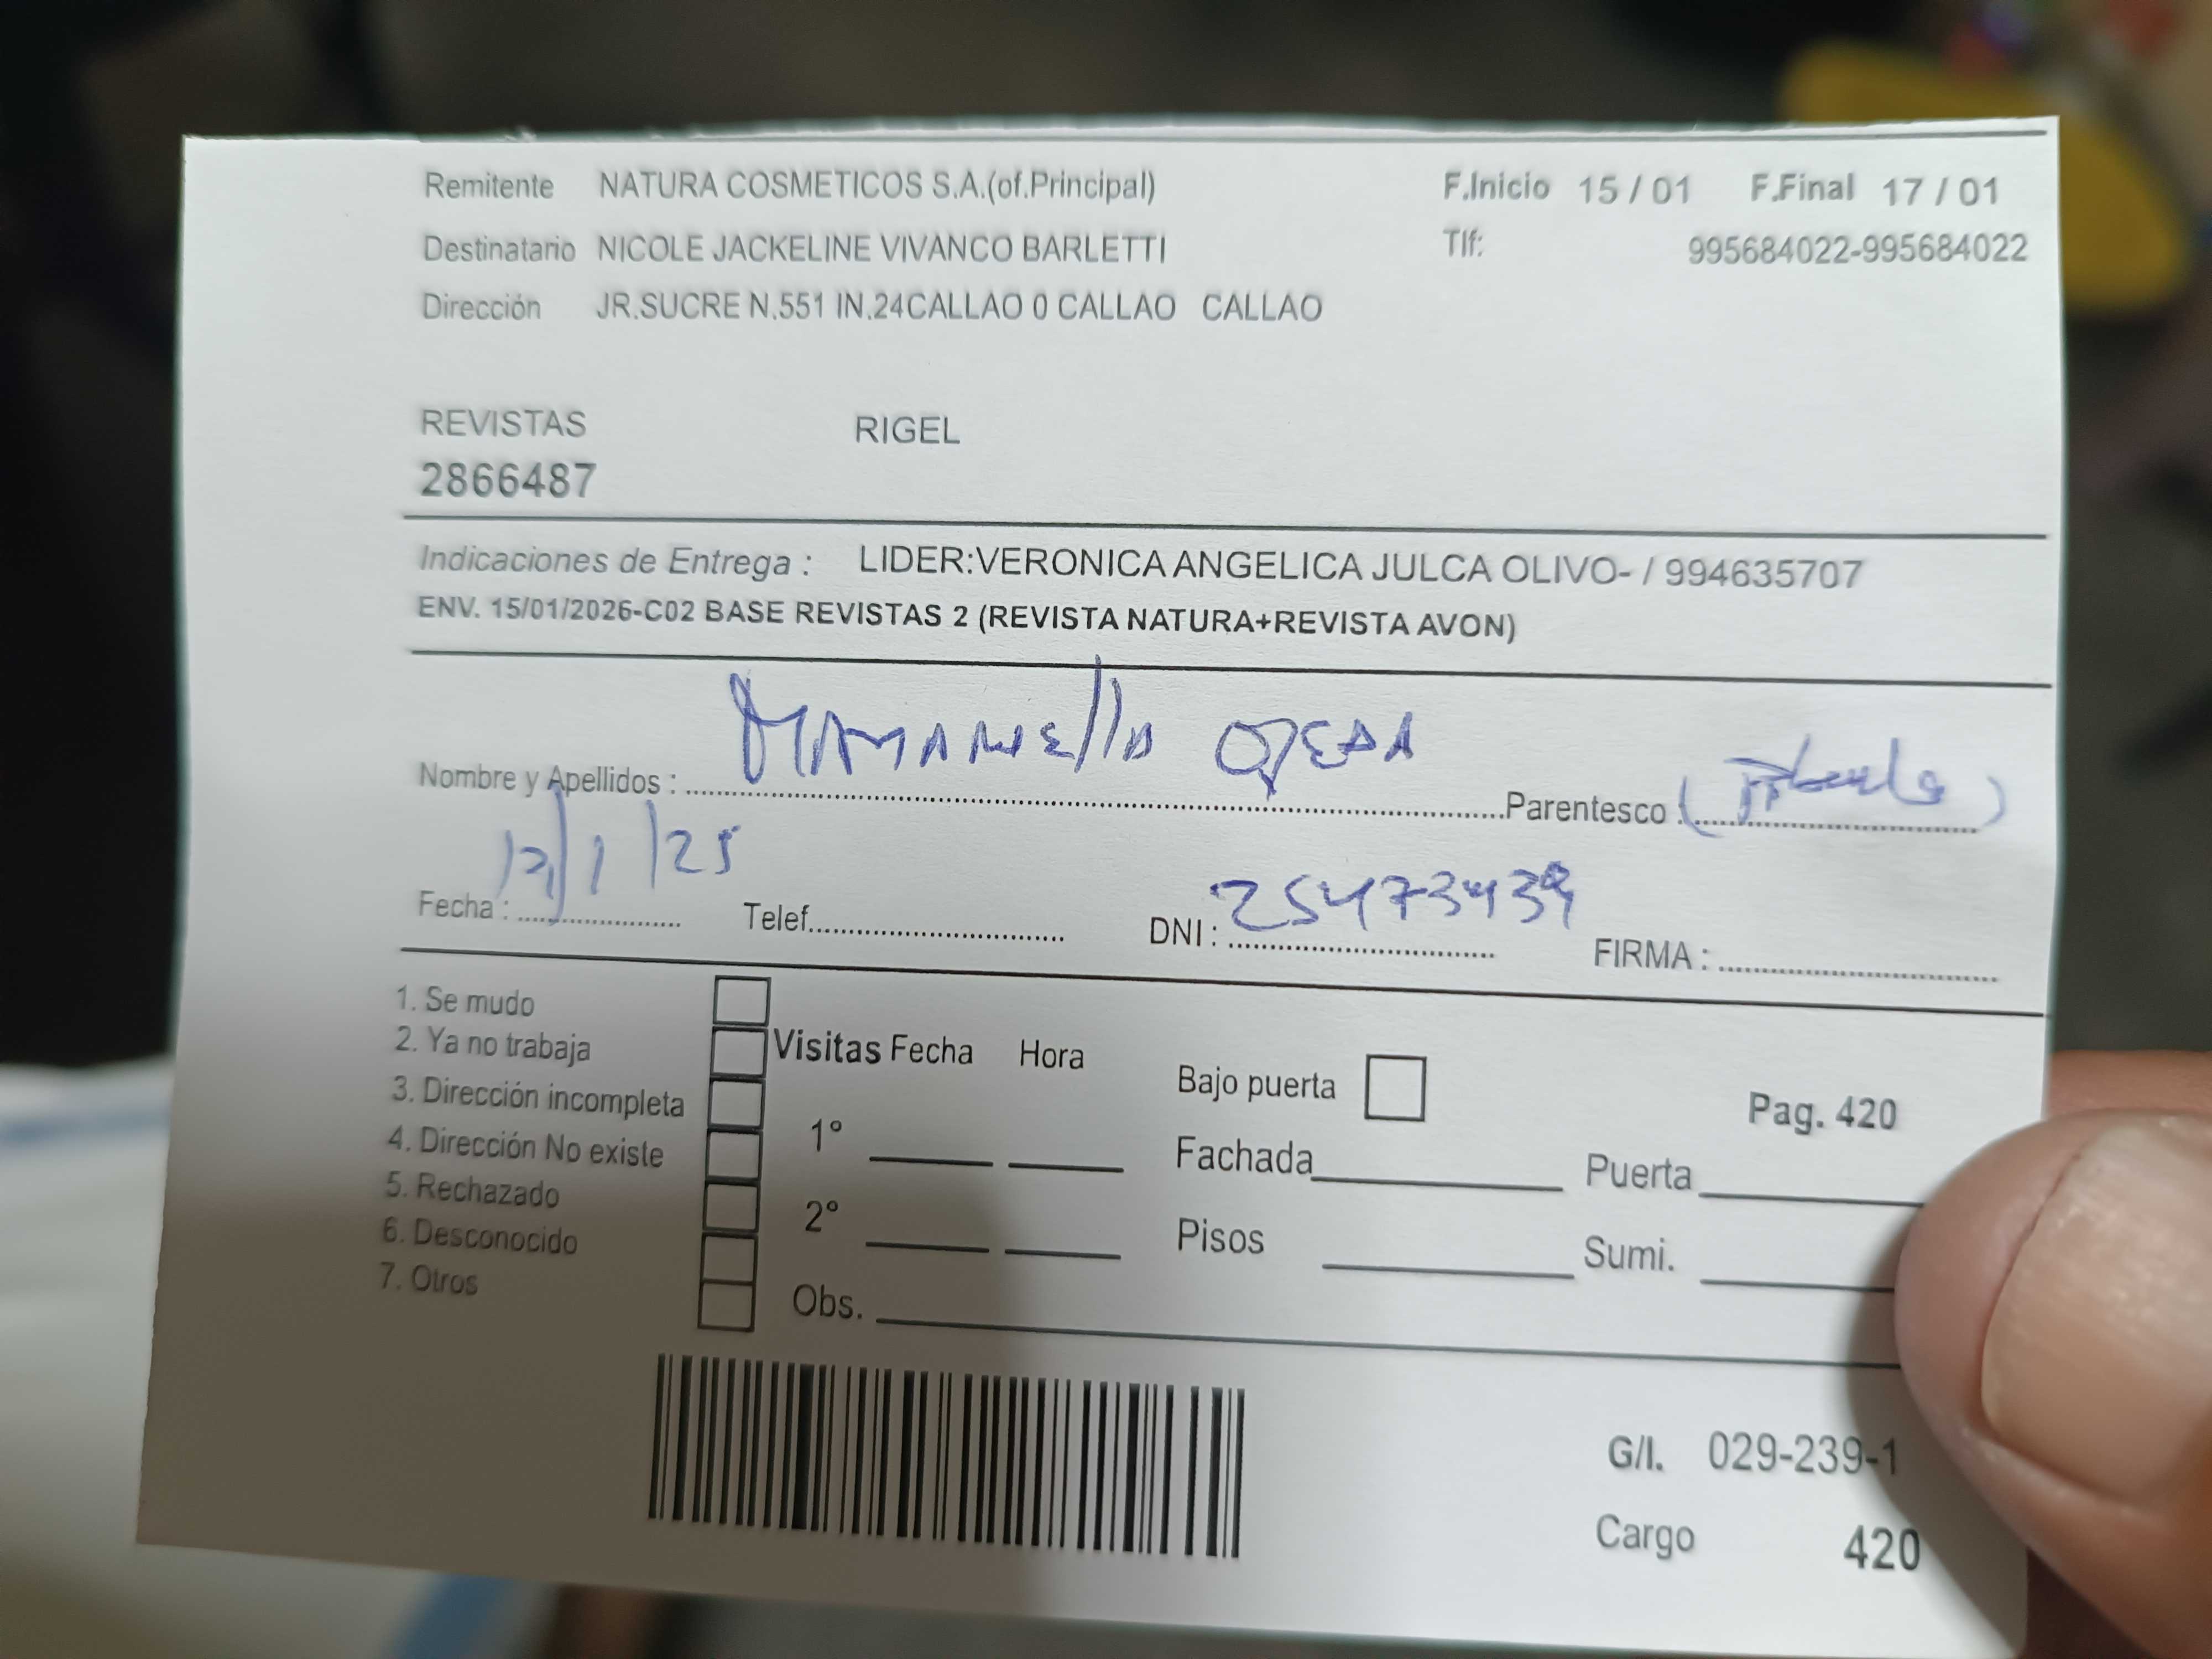 Remitente NATURA COSMETICOS S.A.(of.Principal) F.Inicio 15 / 01 F.Final 17 / 01
Destinatario NICOLE JACKELINE VIVANCO BARLETTI Tlf: 995684022-995684022
Dirección JR.SUCRE N.551 IN.24CALLAO 0 CALLAO CALLAO
REVISTAS RIGEL
2866487
Indicaciones de Entrega : LIDER:VERONICA ANGELICA JULCA OLIVO- / 994635707
ENV. 15/01/2026-C02 BASE REVISTAS 2 (REVISTA NATURA+REVISTA AVON)
Nombre y Apellidos : OJEDA Parentesco :
Fecha : 17/1/25 Telef. DNI : 25473439 FIRMA :
1. Se mudo
2. Ya no trabaja Visitas Fecha Hora Bajo puerta
3. Dirección incompleta 1° Pag. 420
4. Dirección No existe Fachada Puerta
5. Rechazado 2°
6. Desconocido Pisos Sumi.
7. Otros Obs.
G/I. 029-239-1
Cargo 420